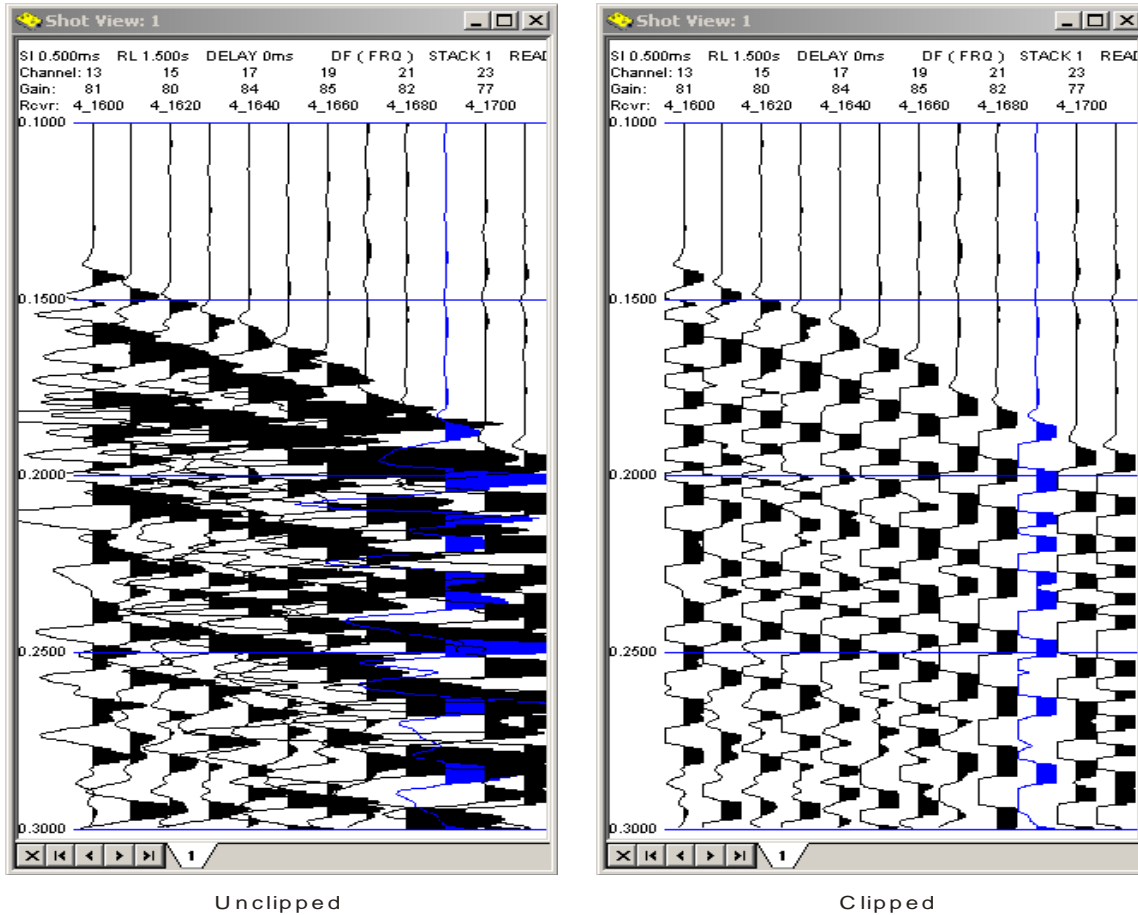 Shot View: 1
SI 0.500ms RL 1.500s DELAY 0ms DF ( FRQ ) STACK 1 READ
Channel: 13 15 17 19 21 23
Gain: 81 80 84 85 82 77
Rcvr: 4_1600 4_1620 4_1640 4_1660 4_1680 4_1700
0.1000
0.1500
0.2000
0.2500
0.3000
1
Unclipped
Shot View: 1
SI 0.500ms RL 1.500s DELAY 0ms DF ( FRQ ) STACK 1 READ
Channel: 13 15 17 19 21 23
Gain: 81 80 84 85 82 77
Rcvr: 4_1600 4_1620 4_1640 4_1660 4_1680 4_1700
0.1000
0.1500
0.2000
0.2500
0.3000
1
Clipped